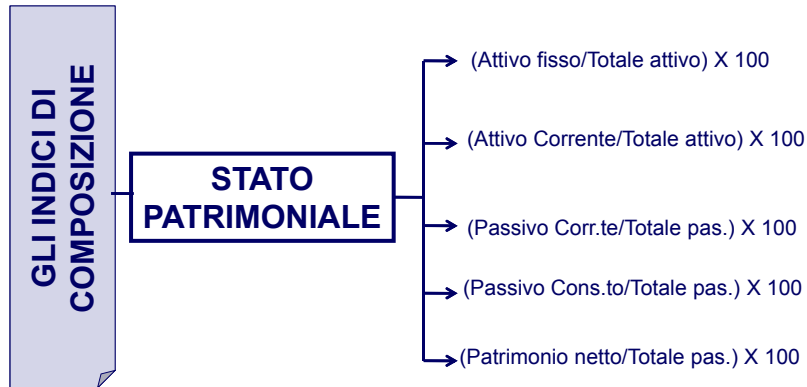 GLI INDICI DI
COMPOSIZIONE
STATO
PATRIMONIALE
(Attivo fisso/Totale attivo) X 100
(Attivo Corrente/Totale attivo) X 100
(Passivo Corr.te/Totale pas.) X 100
(Passivo Cons.to/Totale pas.) X 100
(Patrimonio netto/Totale pas.) X 100